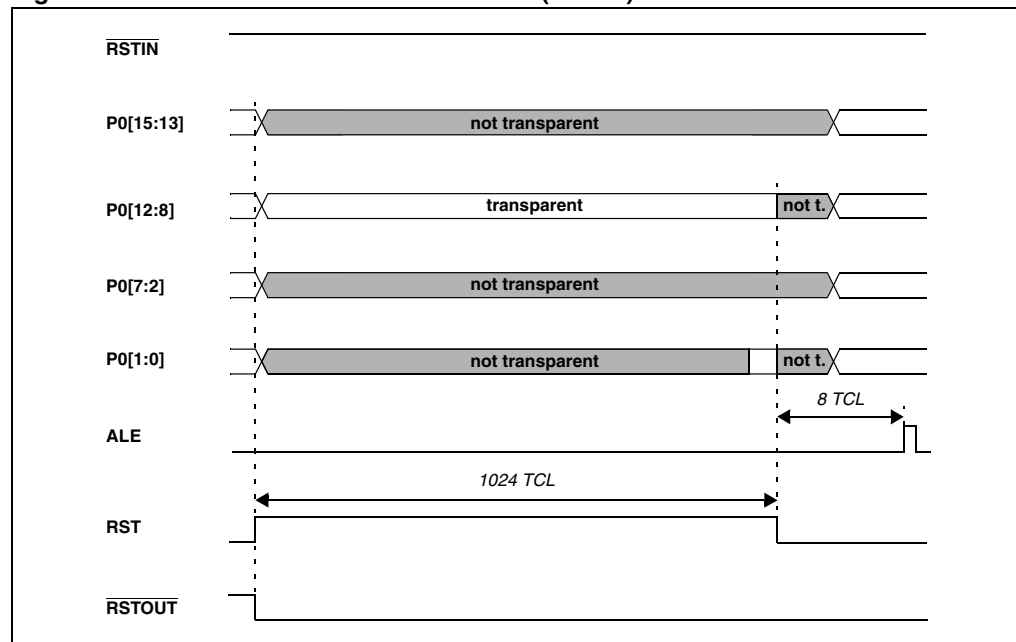 RSTIN
P0[15:13]
not transparent
P0[12:8]
transparent
not t.
P0[7:2]
not transparent
P0[1:0]
not transparent
not t.
8 TCL
ALE
1024 TCL
RST
RSTOUT